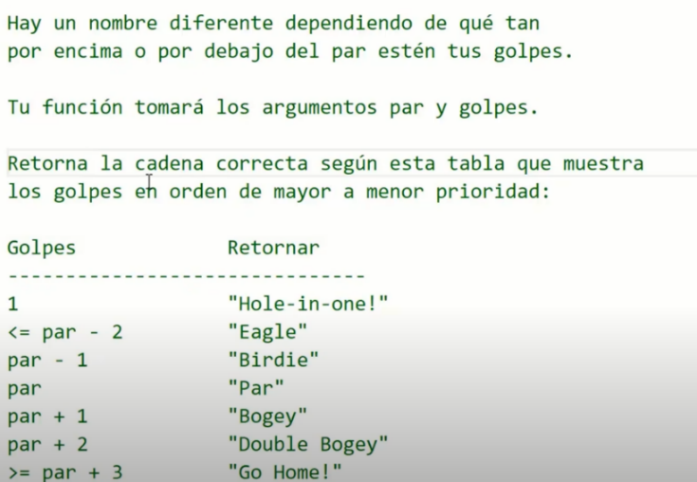 Hay un nombre diferente dependiendo de qué tan
por encima o por debajo del par estén tus golpes.
Tu función tomará los argumentos par y golpes.
Retorna la cadena correcta según esta tabla que muestra
los golpes en orden de mayor a menor prioridad:
Golpes Retornar
-------------------------------
1 "Hole-in-one!"
<= par - 2 "Eagle"
par - 1 "Birdie"
par "Par"
par + 1 "Bogey"
par + 2 "Double Bogey"
>= par + 3 "Go Home!"